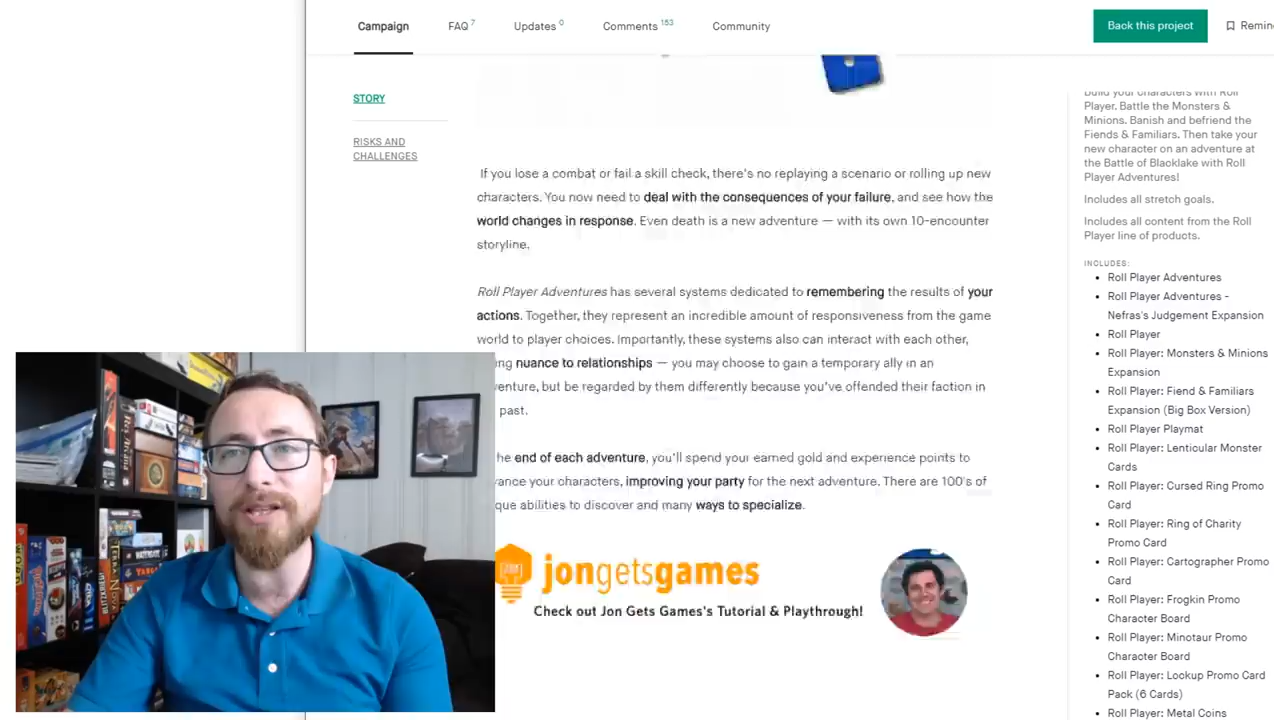 Campaign
FAQ 7
Updates 0
Comments 153
Community
Back this project
STORY
RISKS AND
CHALLENGES
If you lose a combat or fail a skill check, there's no replaying a scenario or rolling up new
characters. You now need to deal with the consequences of your failure, and see how the
world changes in response. Even death is a new adventure — with its own 10-encounter
storyline.
Roll Player Adventures has several systems dedicated to remembering the results of your
actions. Together, they represent an incredible amount of responsiveness from the game
world to player choices. Importantly, these systems also can interact with each other,
nuance to relationships — you may choose to gain a temporary ally in an
but be regarded by them differently because you've offended their faction in
past.
end of each adventure, you'll spend your earned gold and experience points to
your characters, improving your party for the next adventure. There are 100's of
abilities to discover and many ways to specialize.
jongetsgames
Check out Jon Gets Games's Tutorial & Playthrough!
Build your characters with Roll
Player. Battle the Monsters &
Minions. Banish and befriend the
Fiends & Familiars. Then take your
new character on an adventure at
the Battle of Blacklake with Roll
Player Adventures!
Includes all stretch goals.
Includes all content from the Roll
Player line of products.
INCLUDES:
Roll Player Adventures
Roll Player Adventures -
Nefras's Judgement Expansion
Roll Player
Roll Player: Monsters & Minions
Expansion
Roll Player: Fiend & Familiars
Expansion (Big Box Version)
Roll Player Playmat
Roll Player: Lenticular Monster
Cards
Roll Player: Cursed Ring Promo
Card
Roll Player: Ring of Charity
Promo Card
Roll Player: Cartographer Promo
Card
Roll Player: Frogkin Promo
Character Board
Roll Player: Minotaur Promo
Character Board
Roll Player: Lookup Promo Card
Pack (6 Cards)
Roll Player: Metal Coins